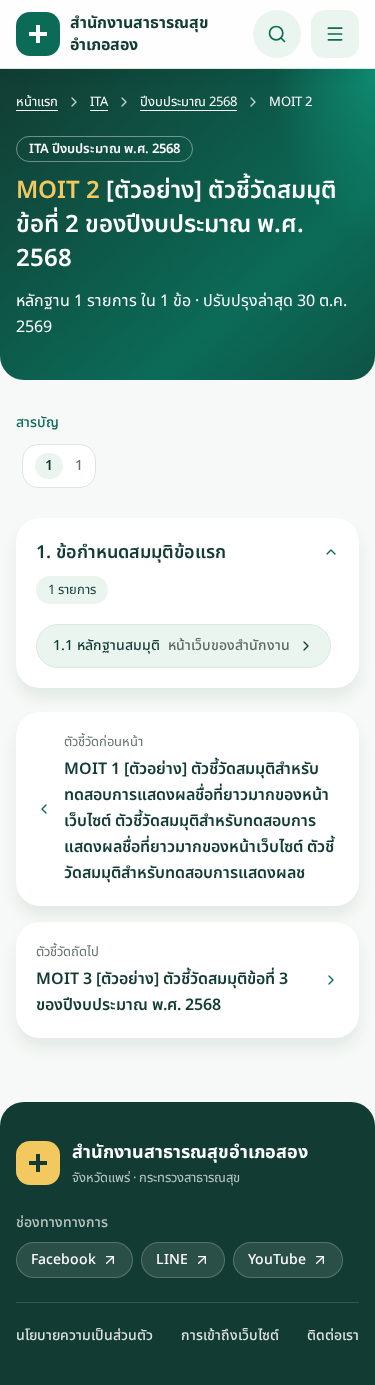 สำนักงานสาธารณสุข
อำเภอสอง
หน้าแรก
ITA
ปีงบประมาณ 2568
MOIT 2
ITA ปีงบประมาณ พ.ศ. 2568
MOIT 2 [ตัวอย่าง] ตัวชี้วัดสมมุติ
ข้อที่ 2 ของปีงบประมาณ พ.ศ.
2568
หลักฐาน 1 รายการ ใน 1 ข้อ · ปรับปรุงล่าสุด 30 ต.ค.
2569
สารบัญ
1 1
1. ข้อกำหนดสมมุติข้อแรก
1 รายการ
1.1 หลักฐานสมมุติ หน้าเว็บของสำนักงาน
ตัวชี้วัดก่อนหน้า
MOIT 1 [ตัวอย่าง] ตัวชี้วัดสมมุติสำหรับ
ทดสอบการแสดงผลชื่อที่ยาวมากของหน้า
เว็บไซต์ ตัวชี้วัดสมมุติสำหรับทดสอบการ
แสดงผลชื่อที่ยาวมากของหน้าเว็บไซต์ ตัวชี้
วัดสมมุติสำหรับทดสอบการแสดงผลช
ตัวชี้วัดถัดไป
MOIT 3 [ตัวอย่าง] ตัวชี้วัดสมมุติข้อที่ 3
ของปีงบประมาณ พ.ศ. 2568
สำนักงานสาธารณสุขอำเภอสอง
จังหวัดแพร่ · กระทรวงสาธารณสุข
ช่องทางทางการ
Facebook
LINE
YouTube
นโยบายความเป็นส่วนตัว
การเข้าถึงเว็บไซต์
ติดต่อเรา